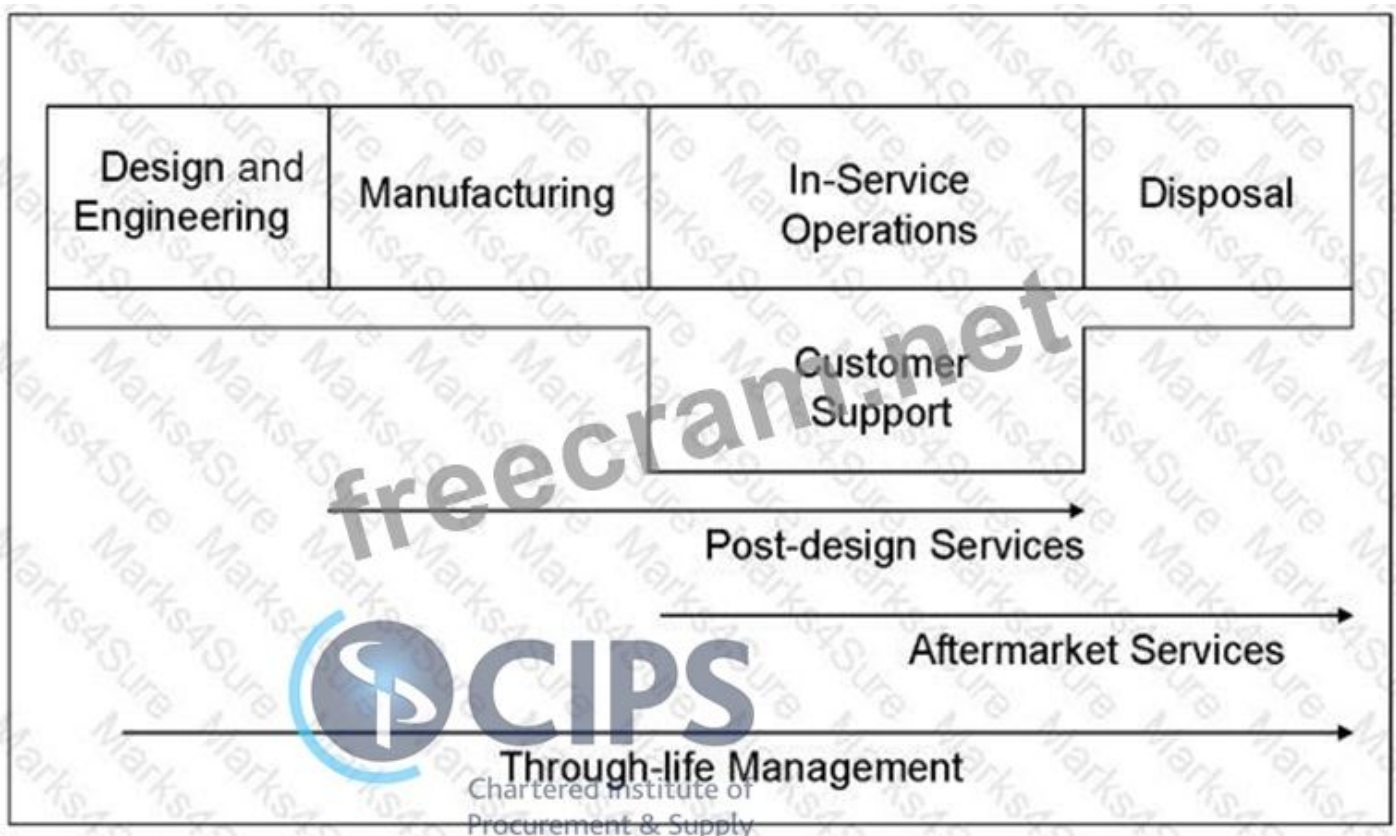 Design and
Engineering
Manufacturing
In-Service
Operations
Disposal
Customer
Support
freecram.net
Post-design Services
Aftermarket Services
CIPS
Through-life Management
Chartered Institute of
Procurement & Supply
Marks4Sure